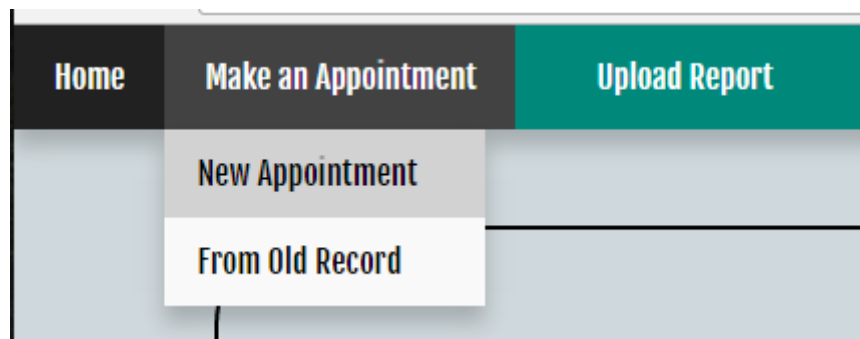 Home Make an Appointment Upload Report
New Appointment
From Old Record